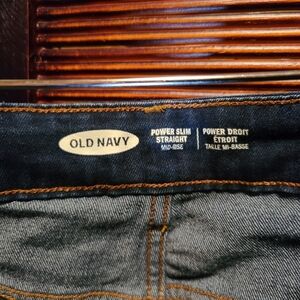 OLD NAVY
POWER SLIM
STRAIGHT
MID-RISE
POWER DROIT
ÉTROIT
TAILLE MI-BASSE